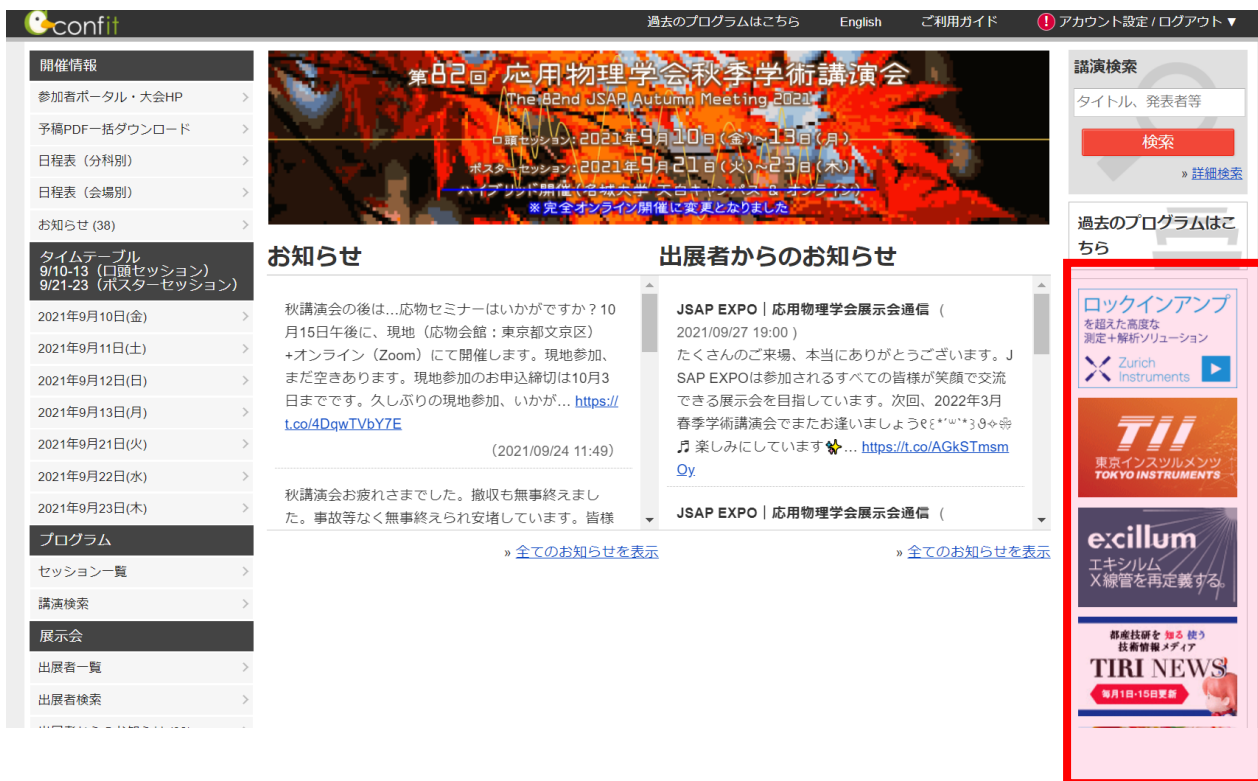 confit
過去のプログラムはこちら
English
ご利用ガイド
アカウント設定 / ログアウト ▼
開催情報
参加者ポータル・大会HP
予稿PDF一括ダウンロード
日程表（分科別）
日程表（会場別）
お知らせ (38)
タイムテーブル
9/10-13（口頭セッション）
9/21-23（ポスターセッション）
2021年9月10日(金)
2021年9月11日(土)
2021年9月12日(日)
2021年9月13日(月)
2021年9月21日(火)
2021年9月22日(水)
2021年9月23日(木)
プログラム
セッション一覧
講演検索
展示会
出展者一覧
出展者検索
第82回 応用物理学会秋季学術講演会
The 82nd JSAP Autumn Meeting 2021
口頭セッション:2021年9月10日(金)~13日(月)
ポスターセッション:2021年9月21日(火)~23日(木)
ハイブリッド開催(名城大学 天白キャンパス & オンライン)
※完全オンライン開催に変更となりました
お知らせ
秋講演会の後は…応物セミナーはいかがですか？10
月15日午後に、現地（応物会館：東京都文京区）
+オンライン（Zoom）にて開催します。現地参加、
まだ空きあります。現地参加のお申込締切は10月3
日までです。久しぶりの現地参加、いかが… https://
t.co/4DqwTVbY7E
（2021/09/24 11:49）
秋講演会お疲れさまでした。撤収も無事終えまし
た。事故等なく無事終えられ安堵しています。皆様
» 全てのお知らせを表示
出展者からのお知らせ
JSAP EXPO｜応用物理学会展示会通信 （
2021/09/27 19:00 ）
たくさんのご来場、本当にありがとうございます。J
SAP EXPOは参加されるすべての皆様が笑顔で交流
できる展示会を目指しています。次回、2022年3月
春季学術講演会でまたお逢いましょう
楽しみにしています… https://t.co/AGkSTmsm
Oy
JSAP EXPO｜応用物理学会展示会通信 （
» 全てのお知らせを表示
講演検索
タイトル、発表者等
検索
» 詳細検索
過去のプログラムはこ
ちら
ロックインアンプ
を超えた高度な
測定＋解析ソリューション
Zurich
Instruments
TII
東京インスツルメンツ
TOKYO INSTRUMENTS
e:cillum
エキシルム
X線管を再定義する。
都産技研を 知る 使う
技術情報メディア
TIRI NEWS
毎月1日・15日更新